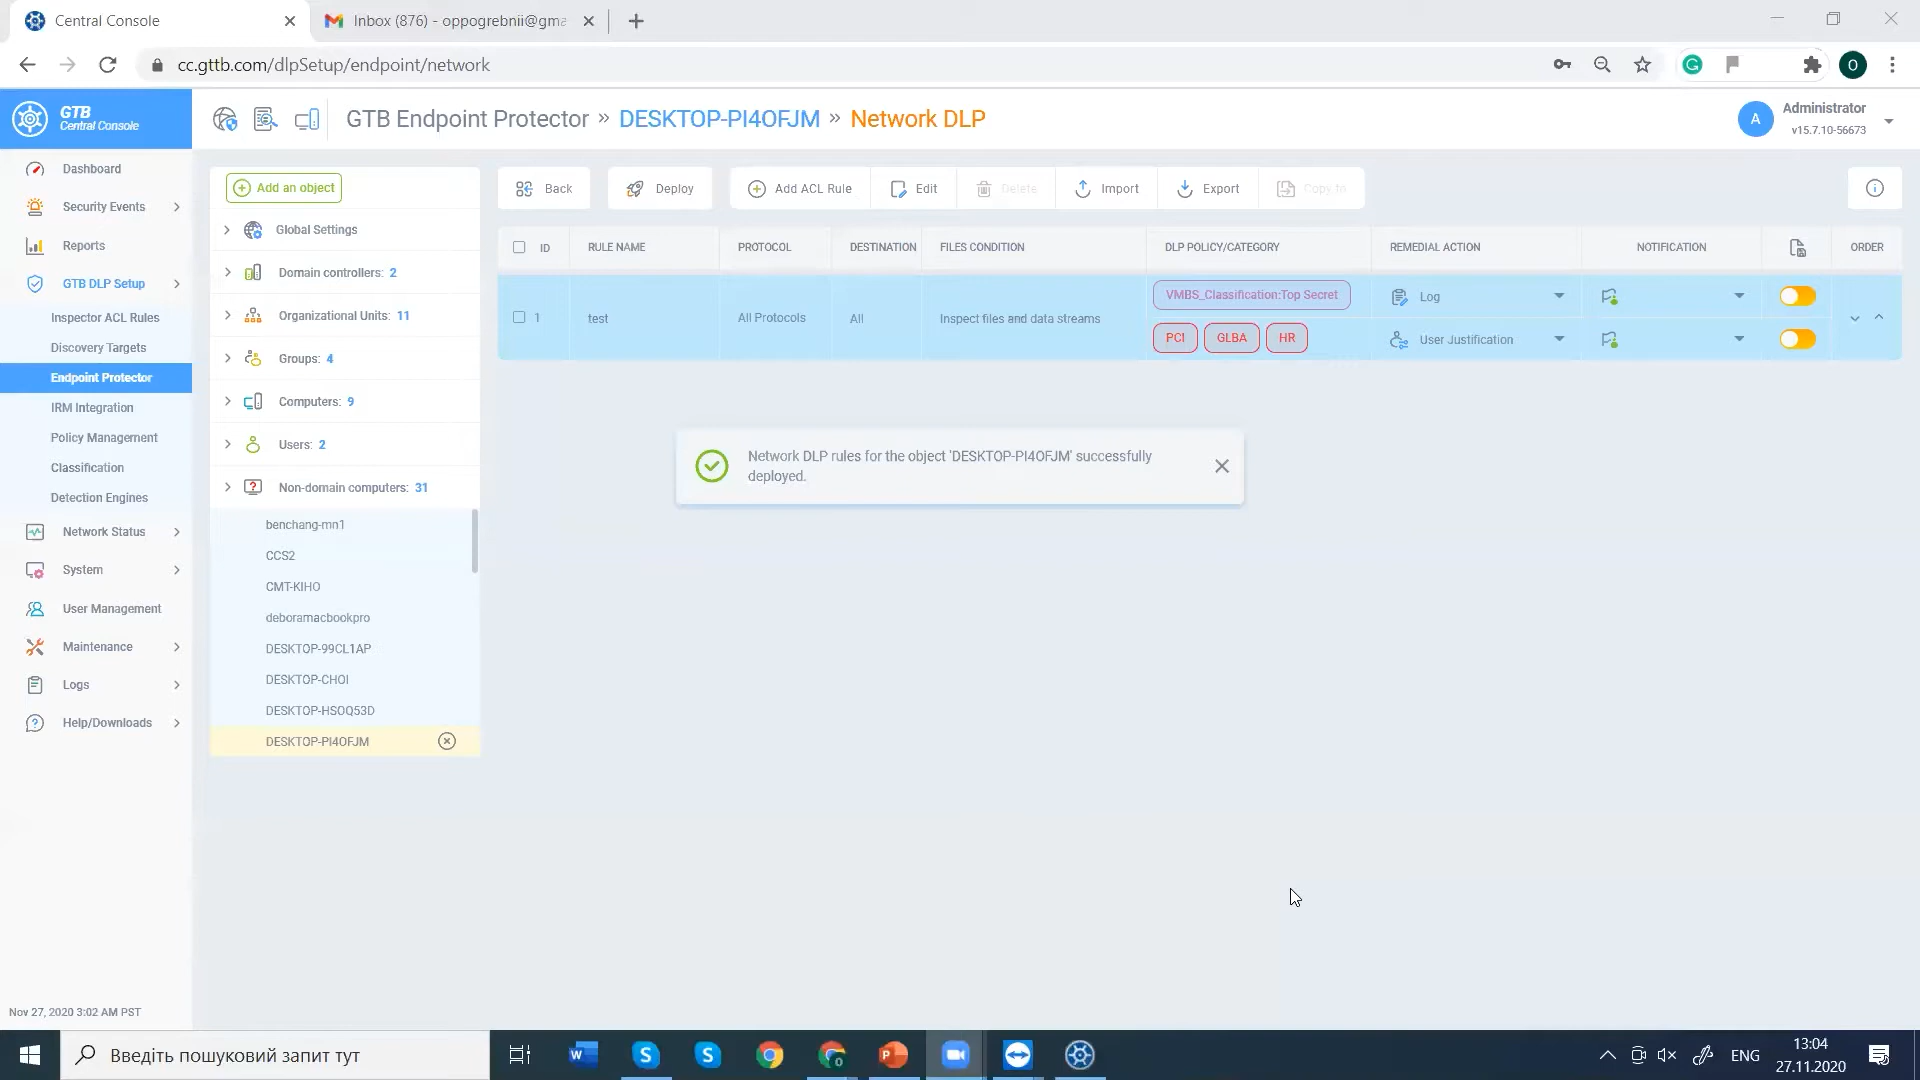 Central Console
Inbox (876) - oppogrebnii@gma
cc.gttb.com/dlpSetup/endpoint/network
O
GTB
Central Console
GTB Endpoint Protector » DESKTOP-PI4OFJM » Network DLP
A
Administrator
v15.7.10-56673
Dashboard
Security Events
Reports
GTB DLP Setup
Inspector ACL Rules
Discovery Targets
Endpoint Protector
IRM Integration
Policy Management
Classification
Detection Engines
Network Status
System
User Management
Maintenance
Logs
Help/Downloads
Nov 27, 2020 3:02 AM PST
Add an object
Global Settings
Domain controllers: 2
Organizational Units: 11
Groups: 4
Computers: 9
Users: 2
Non-domain computers: 31
benchang-mn1
CCS2
CMT-KIHO
deboramacbookpro
DESKTOP-99CL1AP
DESKTOP-CHOI
DESKTOP-HSOQ53D
DESKTOP-PI4OFJM
Back
Deploy
Add ACL Rule
Edit
Delete
Import
Export
Copy to
ID RULE NAME PROTOCOL DESTINATION FILES CONDITION DLP POLICY/CATEGORY REMEDIAL ACTION NOTIFICATION ORDER
1 test All Protocols All Inspect files and data streams
VMBS_Classification:Top Secret Log
PCI GLBA HR User Justification
Network DLP rules for the object 'DESKTOP-PI4OFJM' successfully
deployed.
Введіть пошуковий запит тут
ENG
13:04
27.11.2020